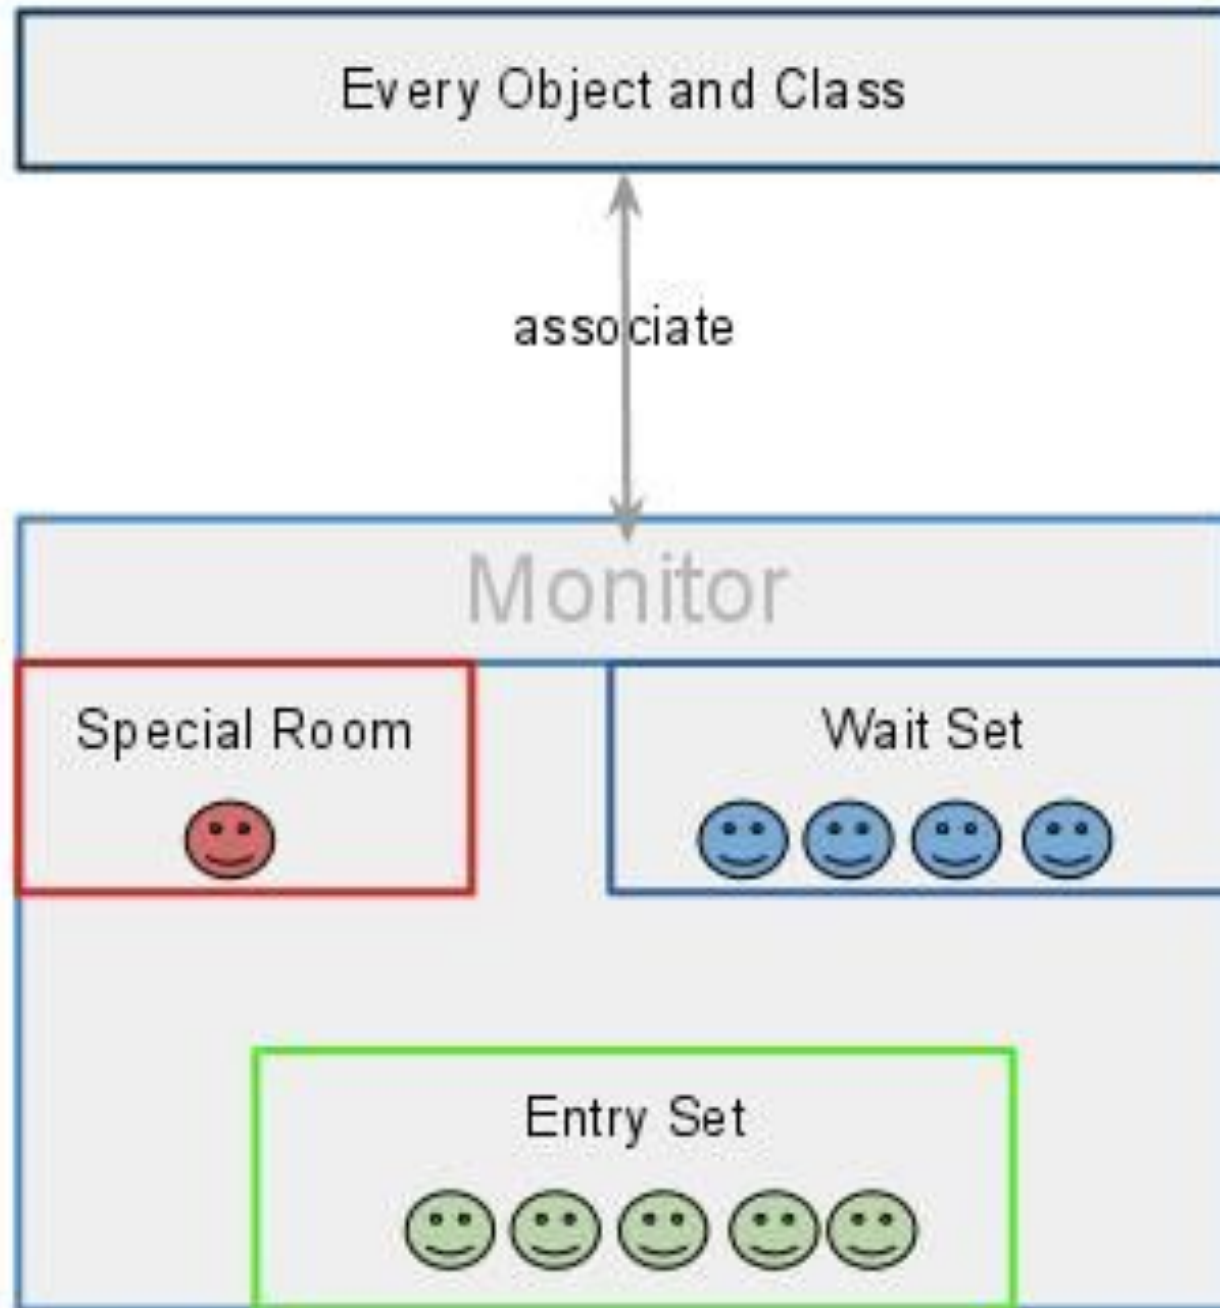 Every Object and Class
associate
Monitor
Special Room
Wait Set
Entry Set